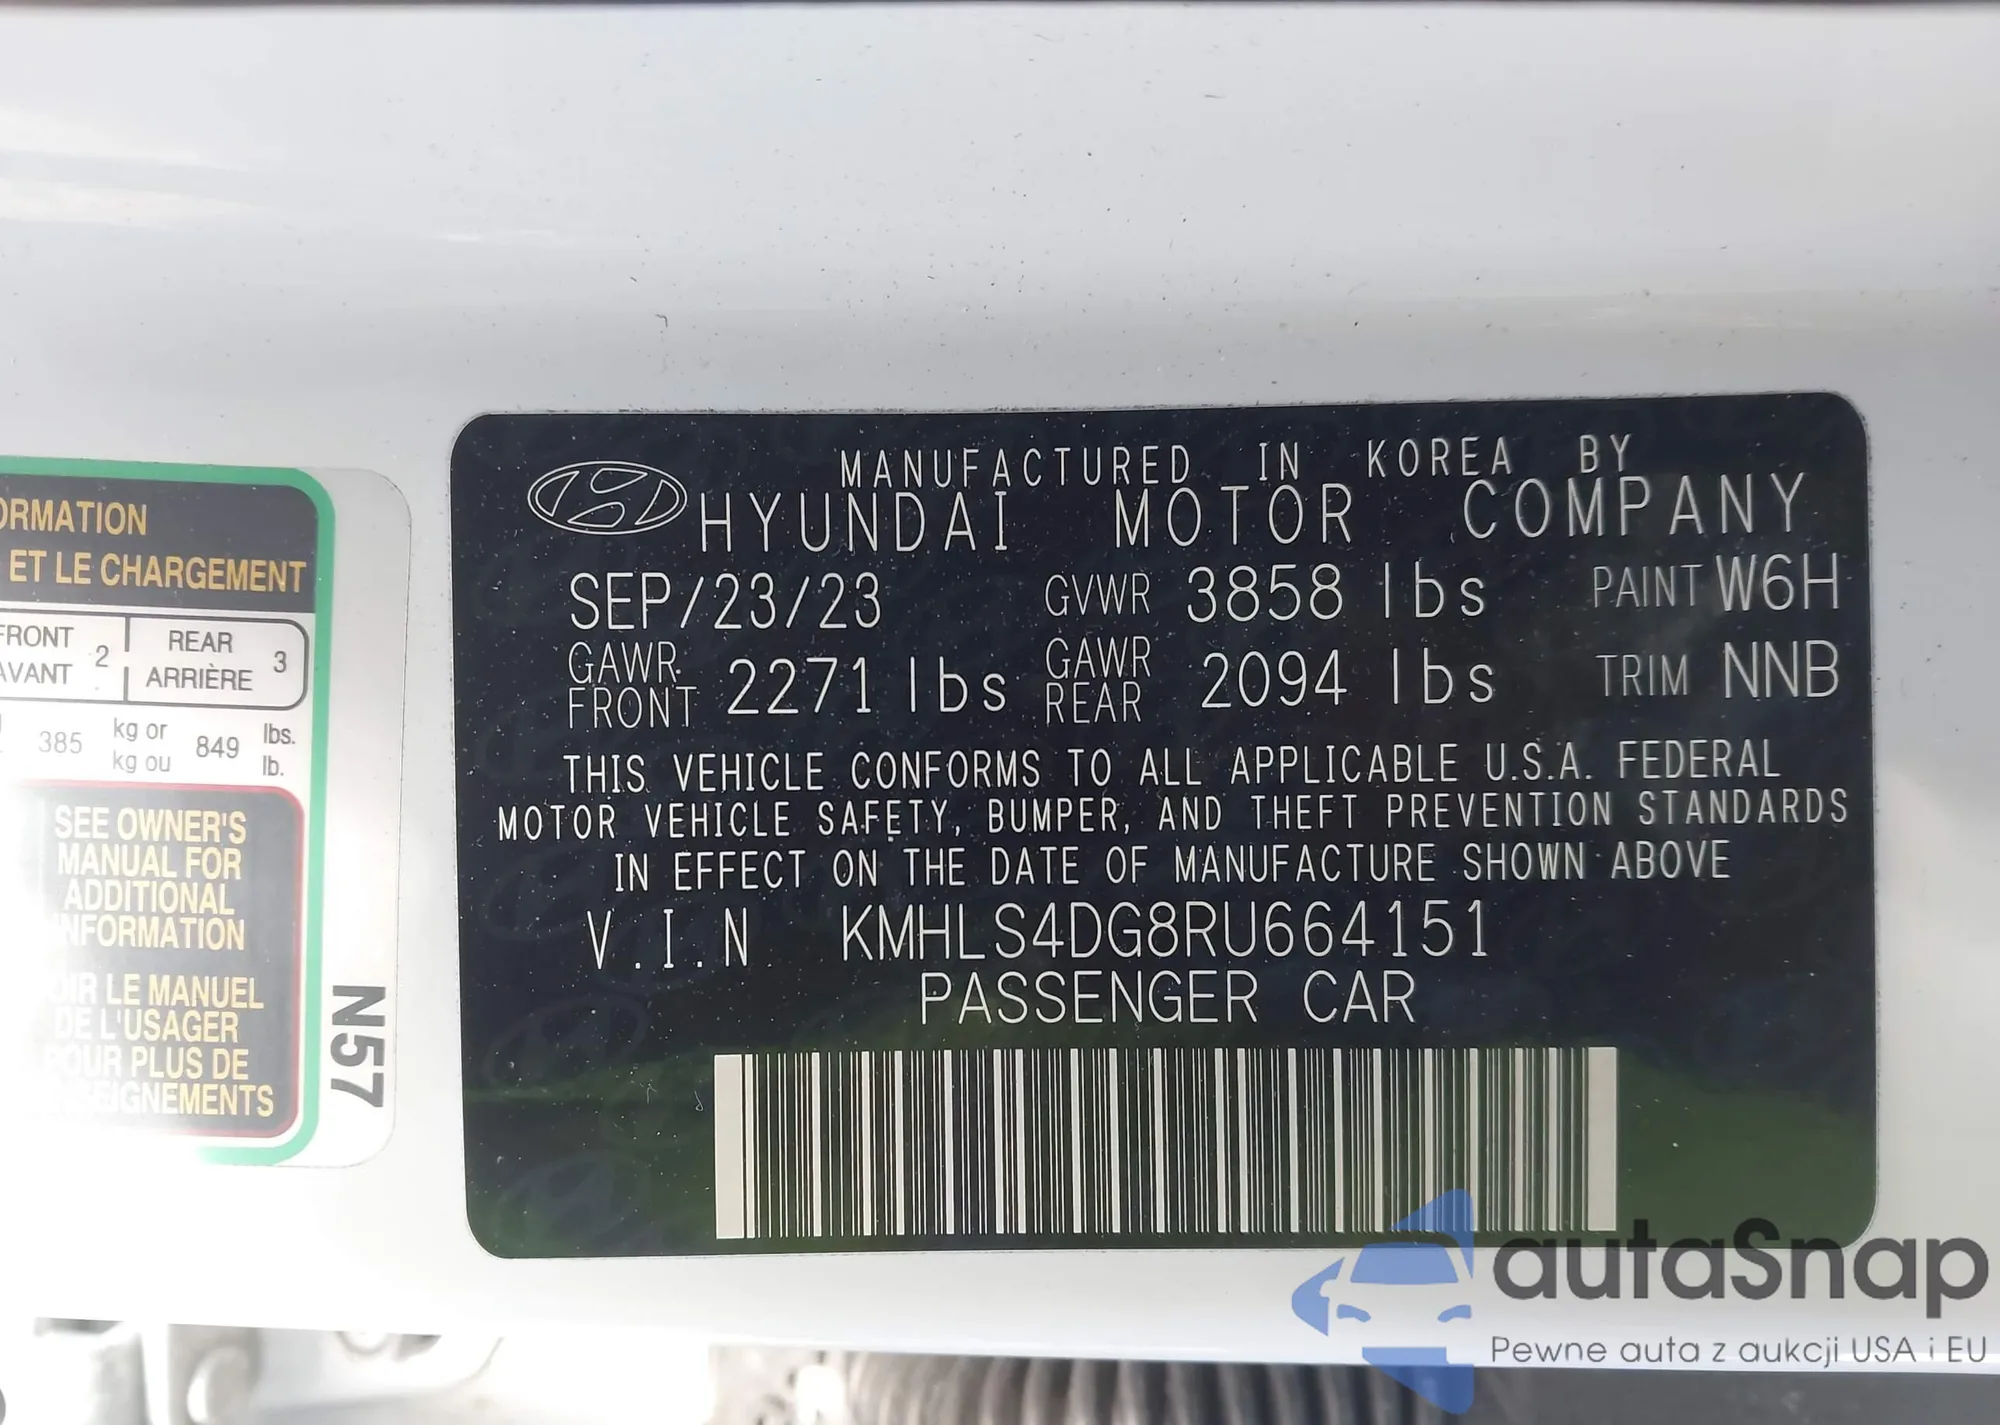 ORMATION
ET LE CHARGEMENT
FRONT 2 REAR 3
AVANT ARRIÈRE
385 kg or 849 lbs.
kg ou lb.
SEE OWNER'S
MANUAL FOR
ADDITIONAL
INFORMATION
OIR LE MANUEL
DE L'USAGER
POUR PLUS DE
SEIGNEMENTS
N57
MANUFACTURED IN KOREA BY
HYUNDAI MOTOR COMPANY
SEP/23/23 GVWR 3858 lbs PAINT W6H
GAWR FRONT 2271 lbs GAWR REAR 2094 lbs TRIM NNB
THIS VEHICLE CONFORMS TO ALL APPLICABLE U.S.A. FEDERAL
MOTOR VEHICLE SAFETY, BUMPER, AND THEFT PREVENTION STANDARDS
IN EFFECT ON THE DATE OF MANUFACTURE SHOWN ABOVE
V.I.N KMHLS4DG8RU664151
PASSENGER CAR
autaSnap
Pewne auta z aukcji USA i EU